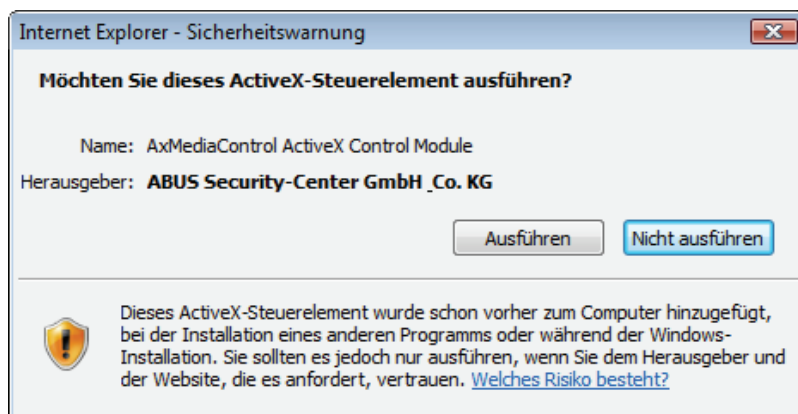 Internet Explorer - Sicherheitswarnung
Möchten Sie dieses ActiveX-Steuerelement ausführen?
Name: AxMediaControl ActiveX Control Module
Herausgeber: ABUS Security-Center GmbH _Co. KG
Ausführen Nicht ausführen
Dieses ActiveX-Steuerelement wurde schon vorher zum Computer hinzugefügt,
bei der Installation eines anderen Programms oder während der Windows-
Installation. Sie sollten es jedoch nur ausführen, wenn Sie dem Herausgeber und
der Website, die es anfordert, vertrauen. Welches Risiko besteht?